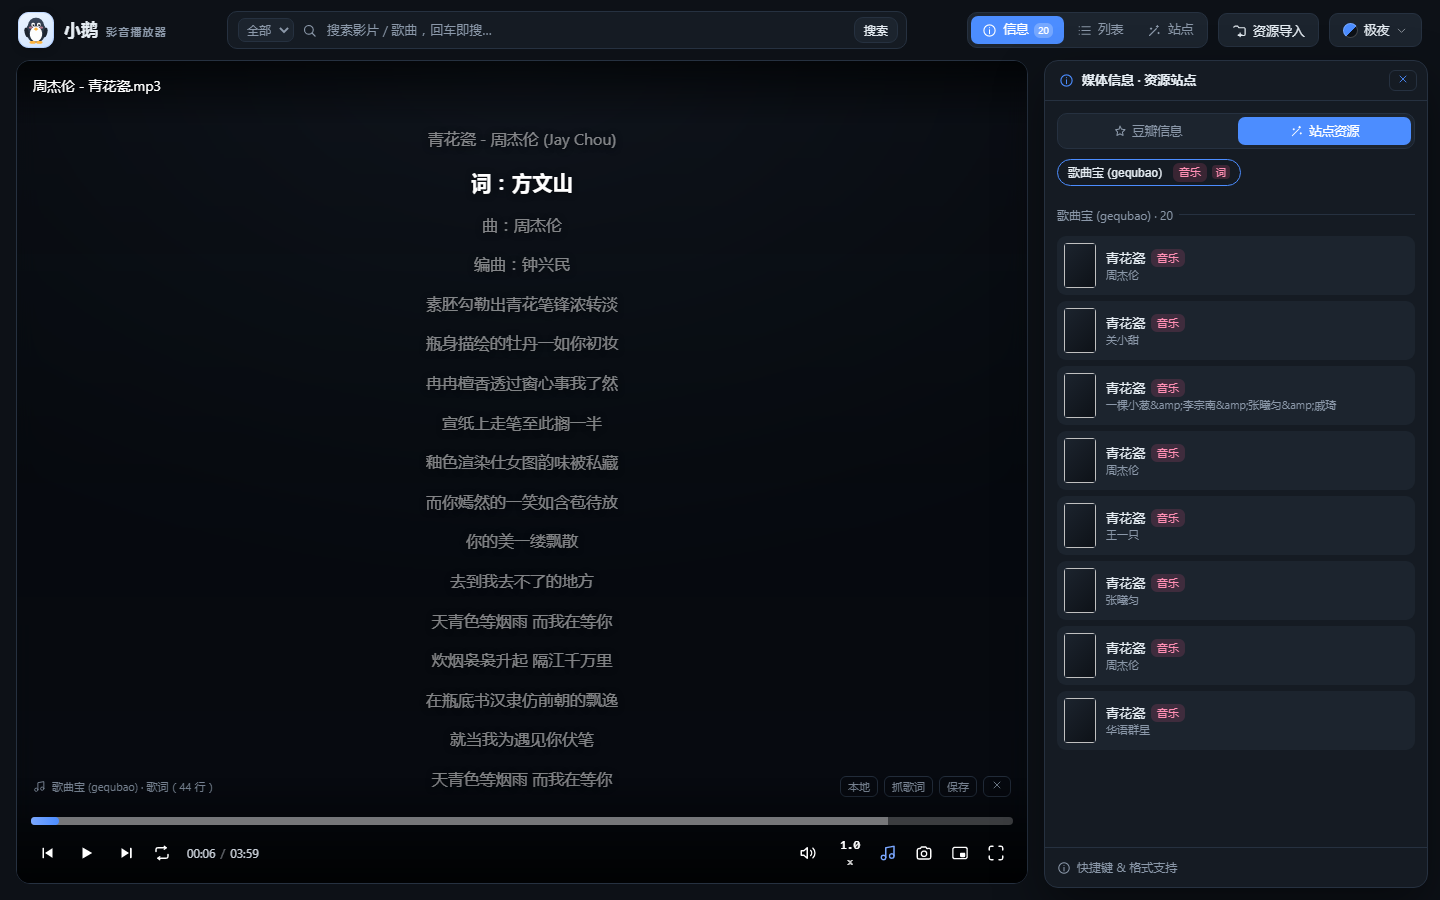 小鹅 影音播放器
全部 搜索影片 / 歌曲，回车即搜... 搜索
信息 20 列表 站点 资源导入 极夜
周杰伦 - 青花瓷.mp3
青花瓷 - 周杰伦 (Jay Chou)
词：方文山
曲：周杰伦
编曲：钟兴民
素胚勾勒出青花笔锋浓转淡
瓶身描绘的牡丹一如你初妆
冉冉檀香透过窗心事我了然
宣纸上走笔至此搁一半
釉色渲染仕女图韵味被私藏
而你嫣然的一笑如含苞待放
你的美一缕飘散
去到我去不了的地方
天青色等烟雨 而我在等你
炊烟袅袅升起 隔江千万里
在瓶底书汉隶仿前朝的飘逸
就当我为遇见你伏笔
天青色等烟雨 而我在等你
歌曲宝 (gequbao) · 歌词（44 行）
本地 抓歌词 保存
00:06 / 03:59
1.0
x
媒体信息 · 资源站点
豆瓣信息 站点资源
歌曲宝 (gequbao) 音乐 词
歌曲宝 (gequbao) · 20
青花瓷 音乐
周杰伦
青花瓷 音乐
关小甜
青花瓷 音乐
一棵小葱&amp;李宗南&amp;张曦匀&amp;戚琦
青花瓷 音乐
周杰伦
青花瓷 音乐
王一只
青花瓷 音乐
张曦匀
青花瓷 音乐
周杰伦
青花瓷 音乐
华语群星
快捷键 & 格式支持